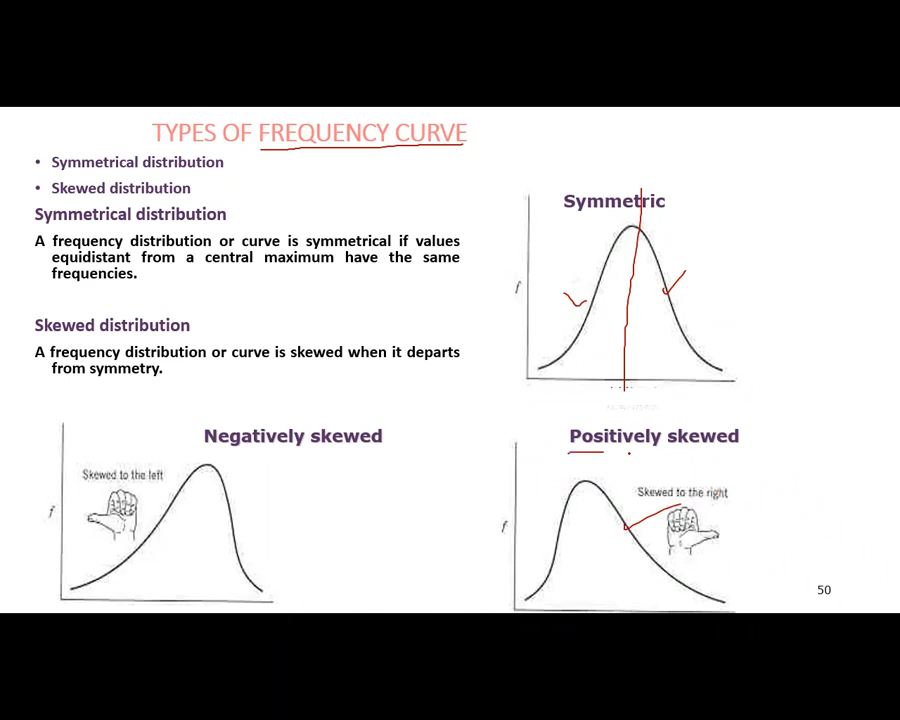 TYPES OF FREQUENCY CURVE
• Symmetrical distribution
• Skewed distribution
Symmetrical distribution
A frequency distribution or curve is symmetrical if values
equidistant from a central maximum have the same
frequencies.
Skewed distribution
A frequency distribution or curve is skewed when it departs
from symmetry.
Symmetric
f
Negatively skewed
Skewed to the left
f
Positively skewed
Skewed to the right
f
50